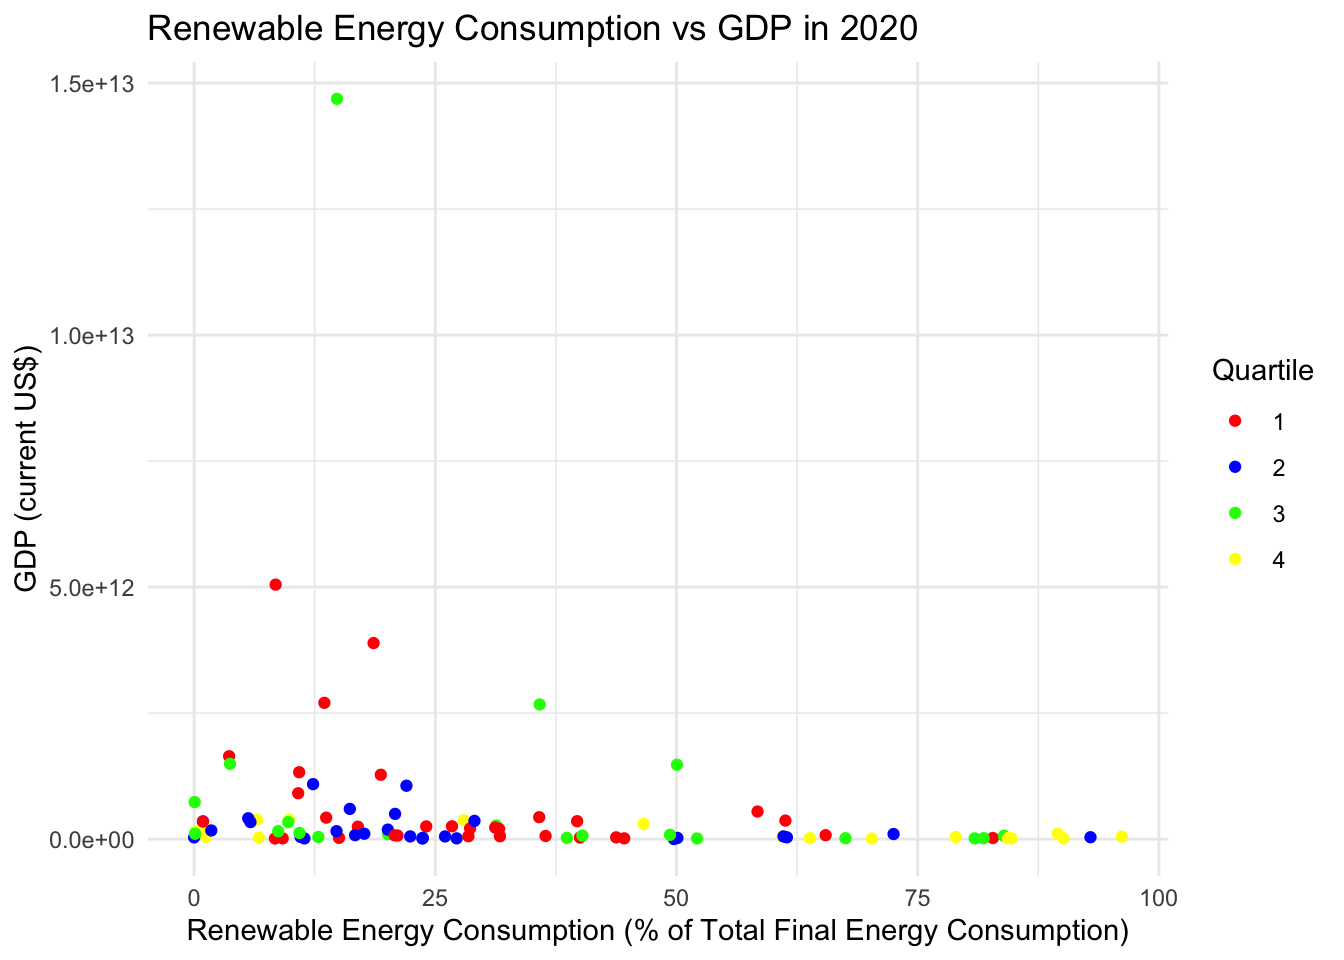 Renewable Energy Consumption vs GDP in 2020
1.5e+13
1.0e+13
5.0e+12
0.0e+00
GDP (current US$)
0 25 50 75 100
Renewable Energy Consumption (% of Total Final Energy Consumption)
Quartile
1
2
3
4